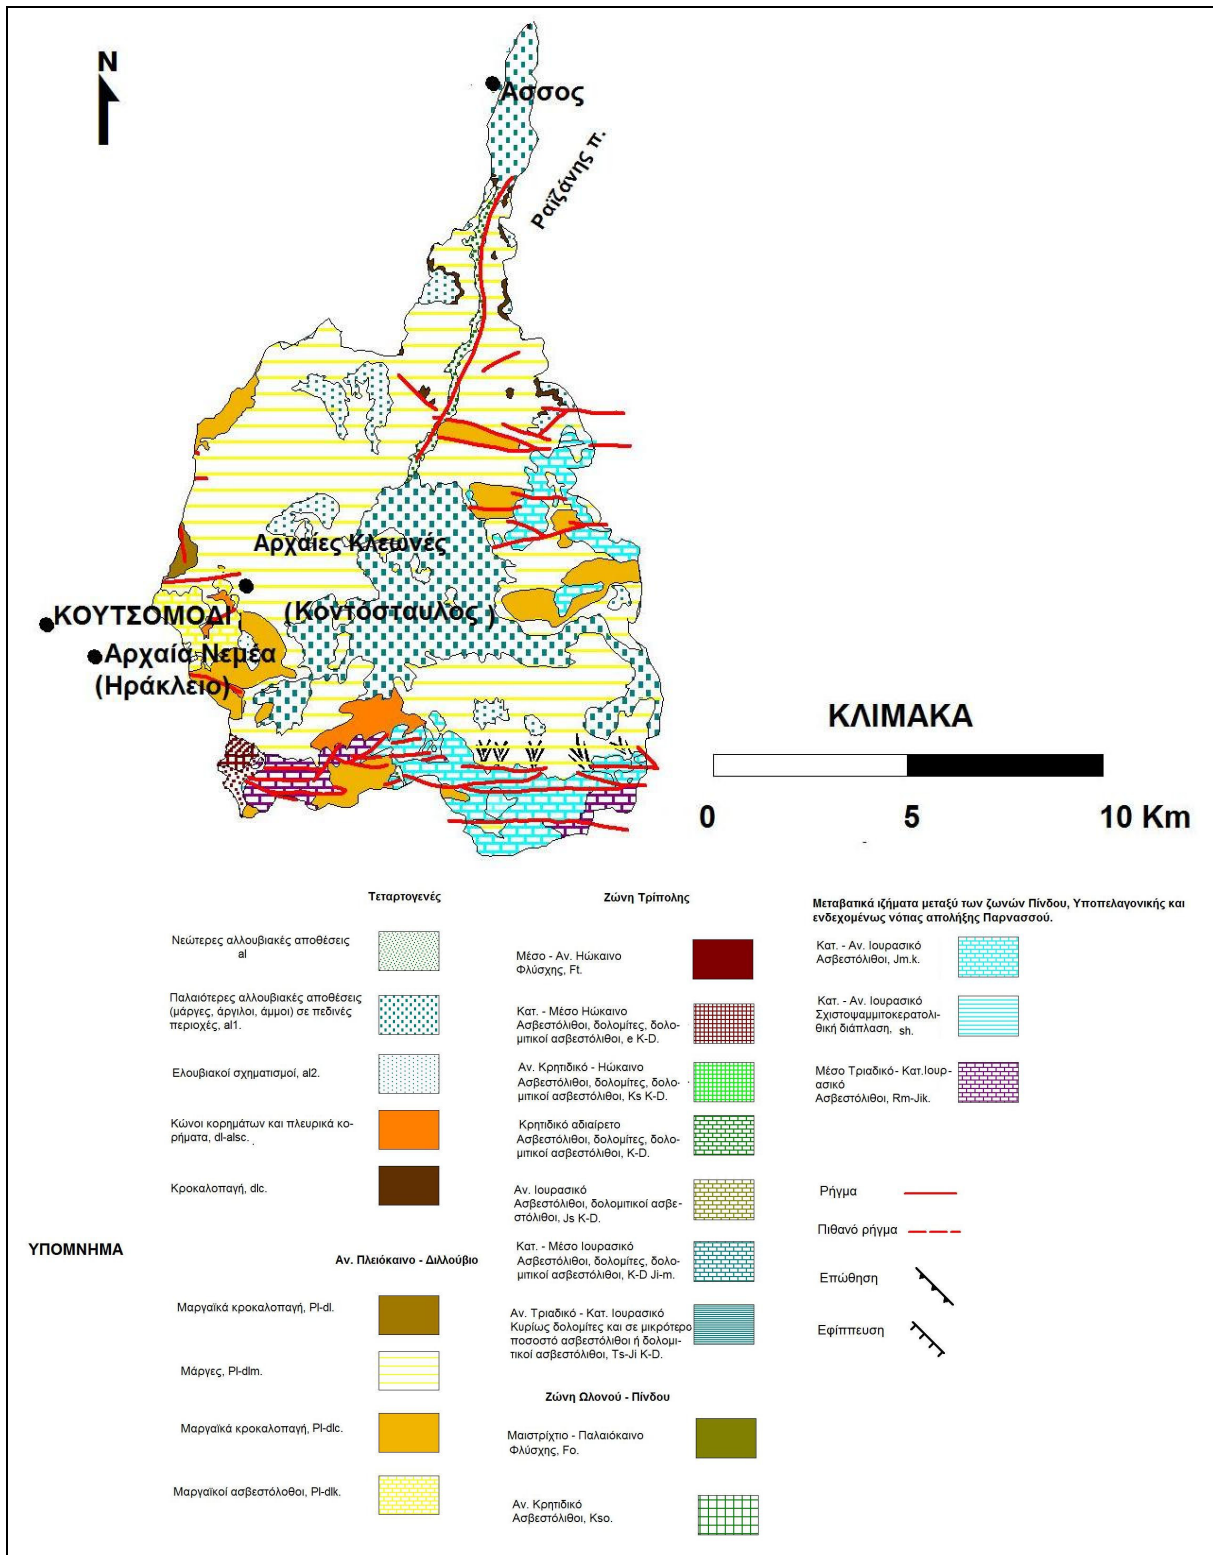 N
Ασσος
Ραϊζάνης π.
Αρχαίες Κλεωνές
(Κοντόσταυλος )
ΚΟΥΤΣΟΜΟΔΙ
Αρχαία Νεμέα
(Ηράκλειο)
ΚΛΙΜΑΚΑ
0 5 10 Km
ΥΠΟΜΝΗΜΑ
Τεταρτογενές
Νεώτερες αλλουβιακές αποθέσεις
al
Παλαιότερες αλλουβιακές αποθέσεις
(μάργες, άργιλοι, άμμοι) σε πεδινές
περιοχές, al1.
Ελουβιακοί σχηματισμοί, al2.
Κώνοι κορημάτων και πλευρικά κο-
ρήματα, dl-alsc. .
Κροκαλοπαγή, dlc.
Αν. Πλειόκαινο - Διλλούβιο
Μαργαϊκά κροκαλοπαγή, Pl-dl.
Μάργες, Pl-dlm.
Μαργαϊκά κροκαλοπαγή, Pl-dlc.
Μαργαϊκοί ασβεστόλοθοι, Pl-dlk.
Ζώνη Τρίπολης
Μέσο - Αν. Ηώκαινο
Φλύσχης, Ft.
Κατ. - Μέσο Ηώκαινο
Ασβεστόλιθοι, δολομίτες, δολο-
μιτικοί ασβεστόλιθοι, e K-D.
Αν. Κρητιδικό - Ηώκαινο
Ασβεστόλιθοι, δολομίτες, δολο-
μιτικοί ασβεστόλιθοι, Ks K-D.
Κρητιδικό αδιαίρετο
Ασβεστόλιθοι, δολομίτες, δολο-
μιτικοί ασβεστόλιθοι, K-D.
Αν. Ιουρασικό
Ασβεστόλιθοι, δολομιτικοί ασβε-
στόλιθοι, Js K-D.
Κατ. - Μέσο Ιουρασικό
Ασβεστόλιθοι, δολομίτες, δολο-
μιτικοί ασβεστόλιθοι, K-D Ji-m.
Αν. Τριαδικό - Κατ. Ιουρασικό
Κυρίως δολομίτες και σε μικρότερο
ποσοστό ασβεστόλιθοι ή δολομι-
τικοί ασβεστόλιθοι, Ts-Ji K-D.
Ζώνη Ωλονού - Πίνδου
Μαιστρίχτιο - Παλαιόκαινο
Φλύσχης, Fo.
Αν. Κρητιδικό
Ασβεστόλιθοι, Kso.
Μεταβατικά ιζήματα μεταξύ των ζωνών Πίνδου, Υποπελαγονικής και
ενδεχομένως νότιας απολήξης Παρνασσού.
Κατ. - Αν. Ιουρασικό
Ασβεστόλιθοι, Jm.k.
Κατ. - Αν. Ιουρασικό
Σχιστοψαμμιτοκερατολι-
θική διάπλαση, sh.
Μέσο Τριαδικό- Κατ.Ιουρ-
ασικό
Ασβεστόλιθοι, Rm-Jik.
Ρήγμα
Πιθανό ρήγμα
Επώθηση
Εφίππευση